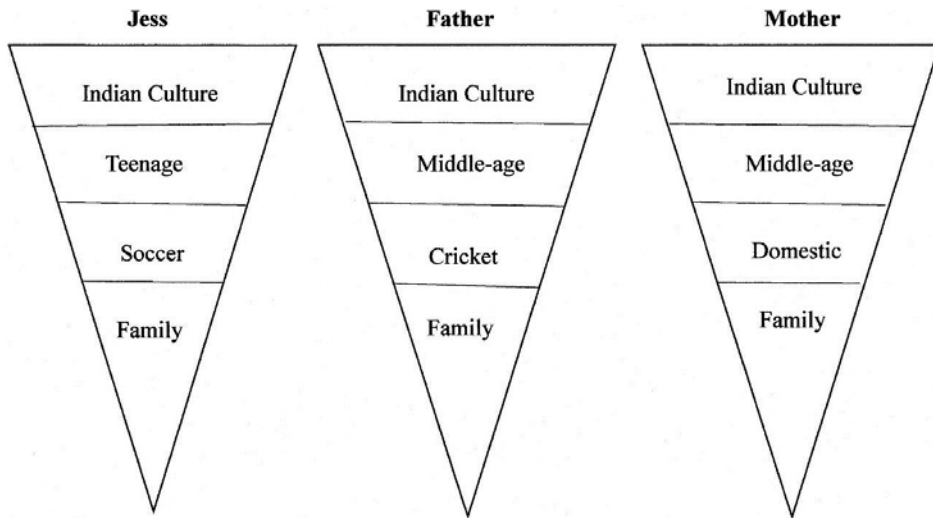 Jess Father Mother
Indian Culture Indian Culture Indian Culture
Teenage Middle-age Middle-age
Soccer Cricket Domestic
Family Family Family